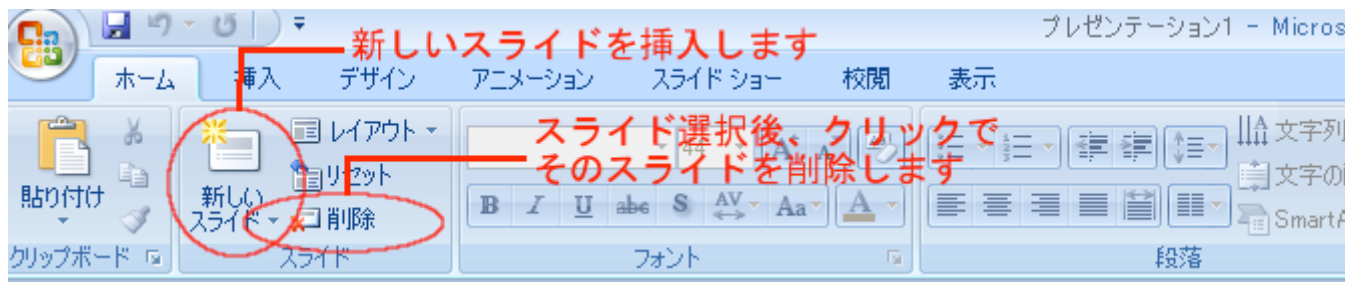 プレゼンテーション1 - Micros
新しいスライドを挿入します
ホーム 挿入 デザイン アニメーション スライド ショー 校閲 表示
貼り付け
新しい
スライド
レイアウト
リセット
削除
スライド選択後、クリックで
そのスライドを削除します
44
B I U abc S AV Aa A
文字列
文字の
SmartA
クリップボード スライド フォント 段落